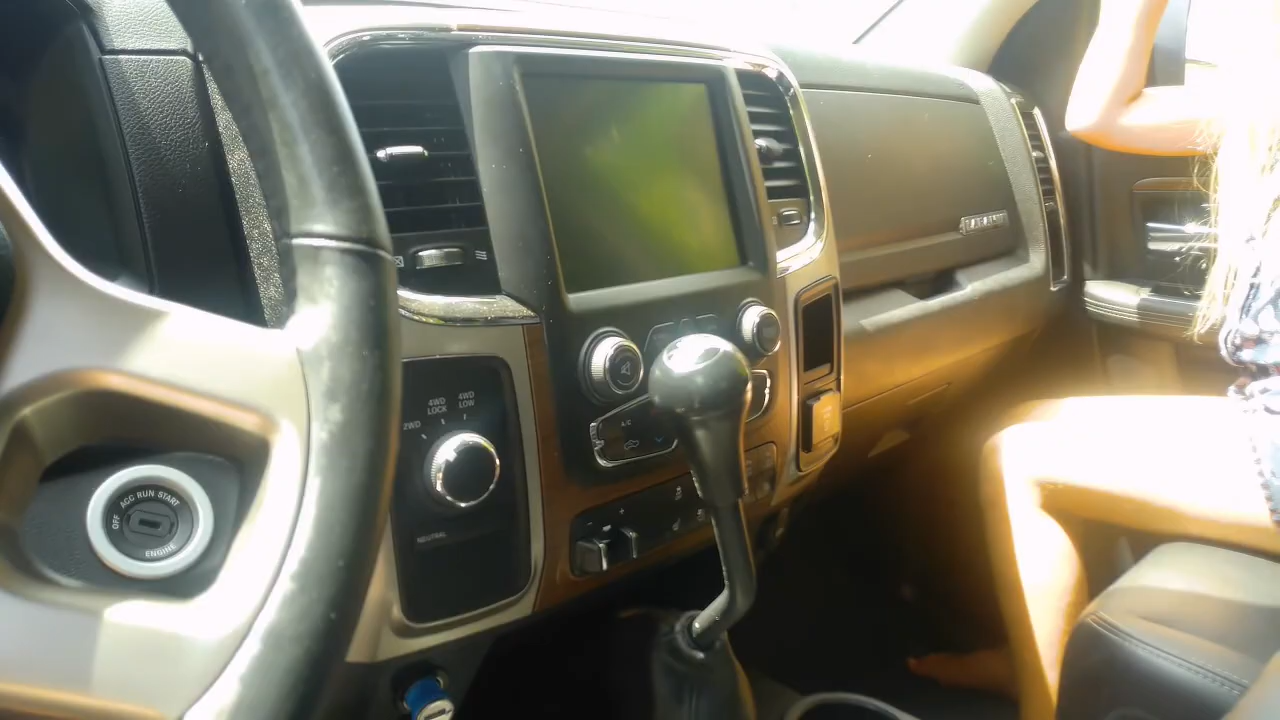 4WD LOCK
4WD LOW
2WD
NEUTRAL
A/C
OFF ACC RUN START
ENGINE